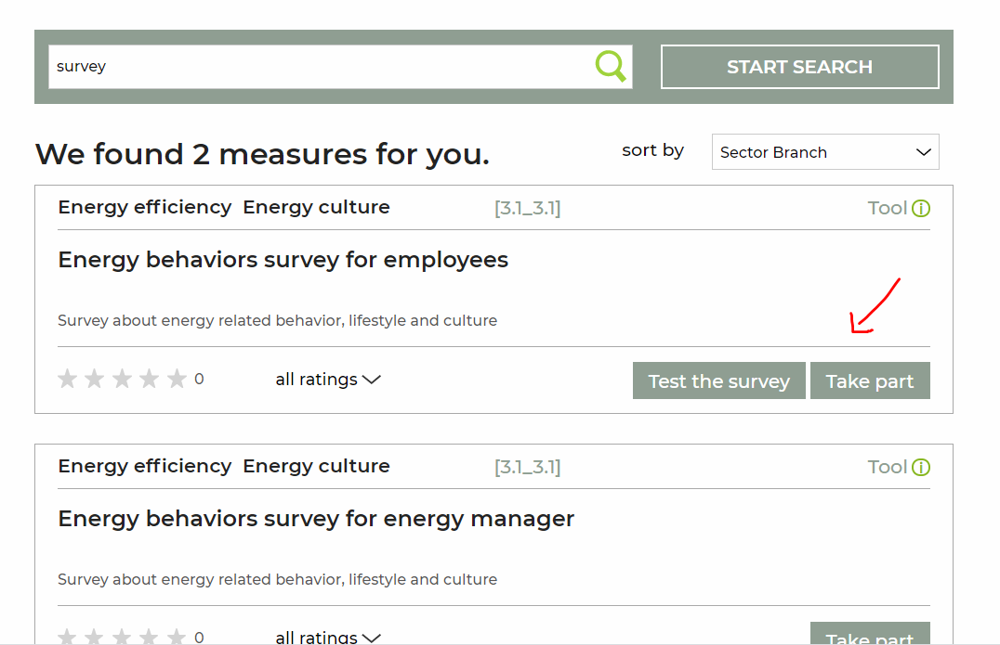 survey
START SEARCH
We found 2 measures for you.
sort by
Sector Branch
Energy efficiency Energy culture [3.1_3.1] Tool
Energy behaviors survey for employees
Survey about energy related behavior, lifestyle and culture
0 all ratings Test the survey Take part
Energy efficiency Energy culture [3.1_3.1] Tool
Energy behaviors survey for energy manager
Survey about energy related behavior, lifestyle and culture
0 all ratings Take part